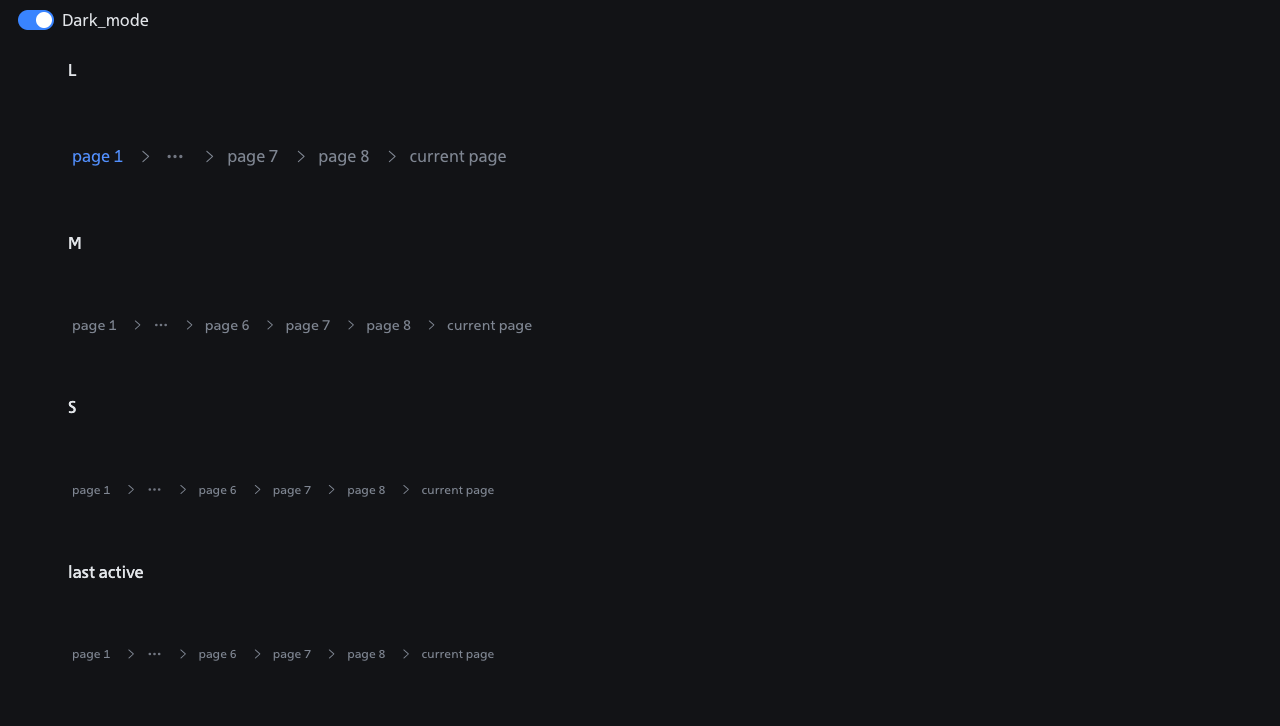 Dark_mode
L
page 1 > ··· > page 7 > page 8 > current page
M
page 1 > ··· > page 6 > page 7 > page 8 > current page
S
page 1 > ··· > page 6 > page 7 > page 8 > current page
last active
page 1 > ··· > page 6 > page 7 > page 8 > current page